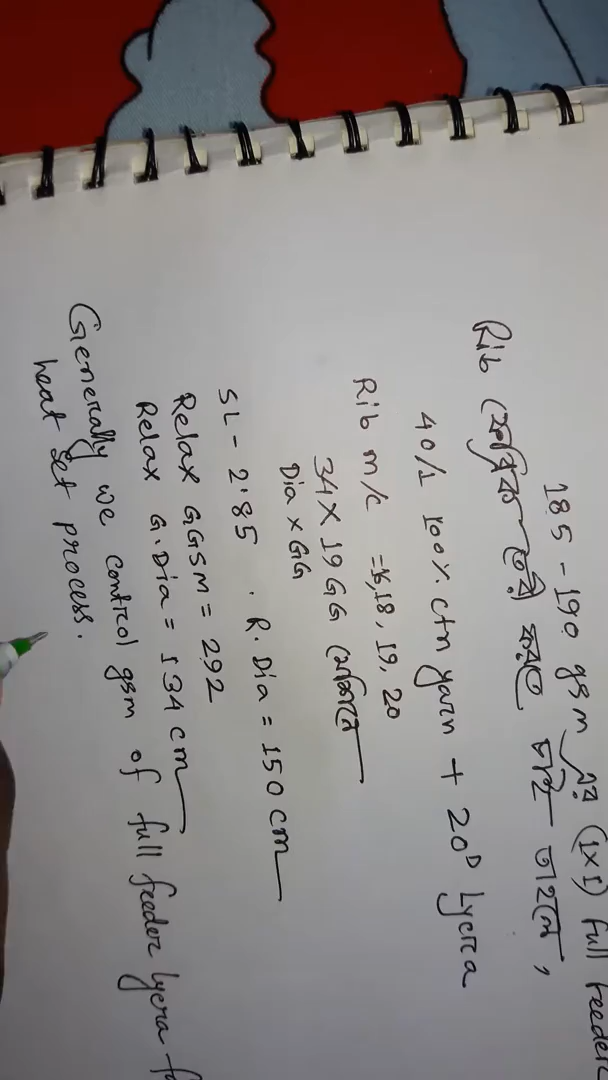 185 - 190 gsm এর (1x1) full feeder
Rib ফেব্রিক তৈরী করতে চাই তাহলে,
40/1 100% ctn yarn + 20D Lycra
Rib m/c = 16, 18, 19, 20
34 X 19 GG
Dia x GG
SL - 2.85 . R. Dia = 150 cm
Relax GGSM = 292
Relax G.Dia = 134 cm
Generally we control gsm of full feeder lycra
heat set process.